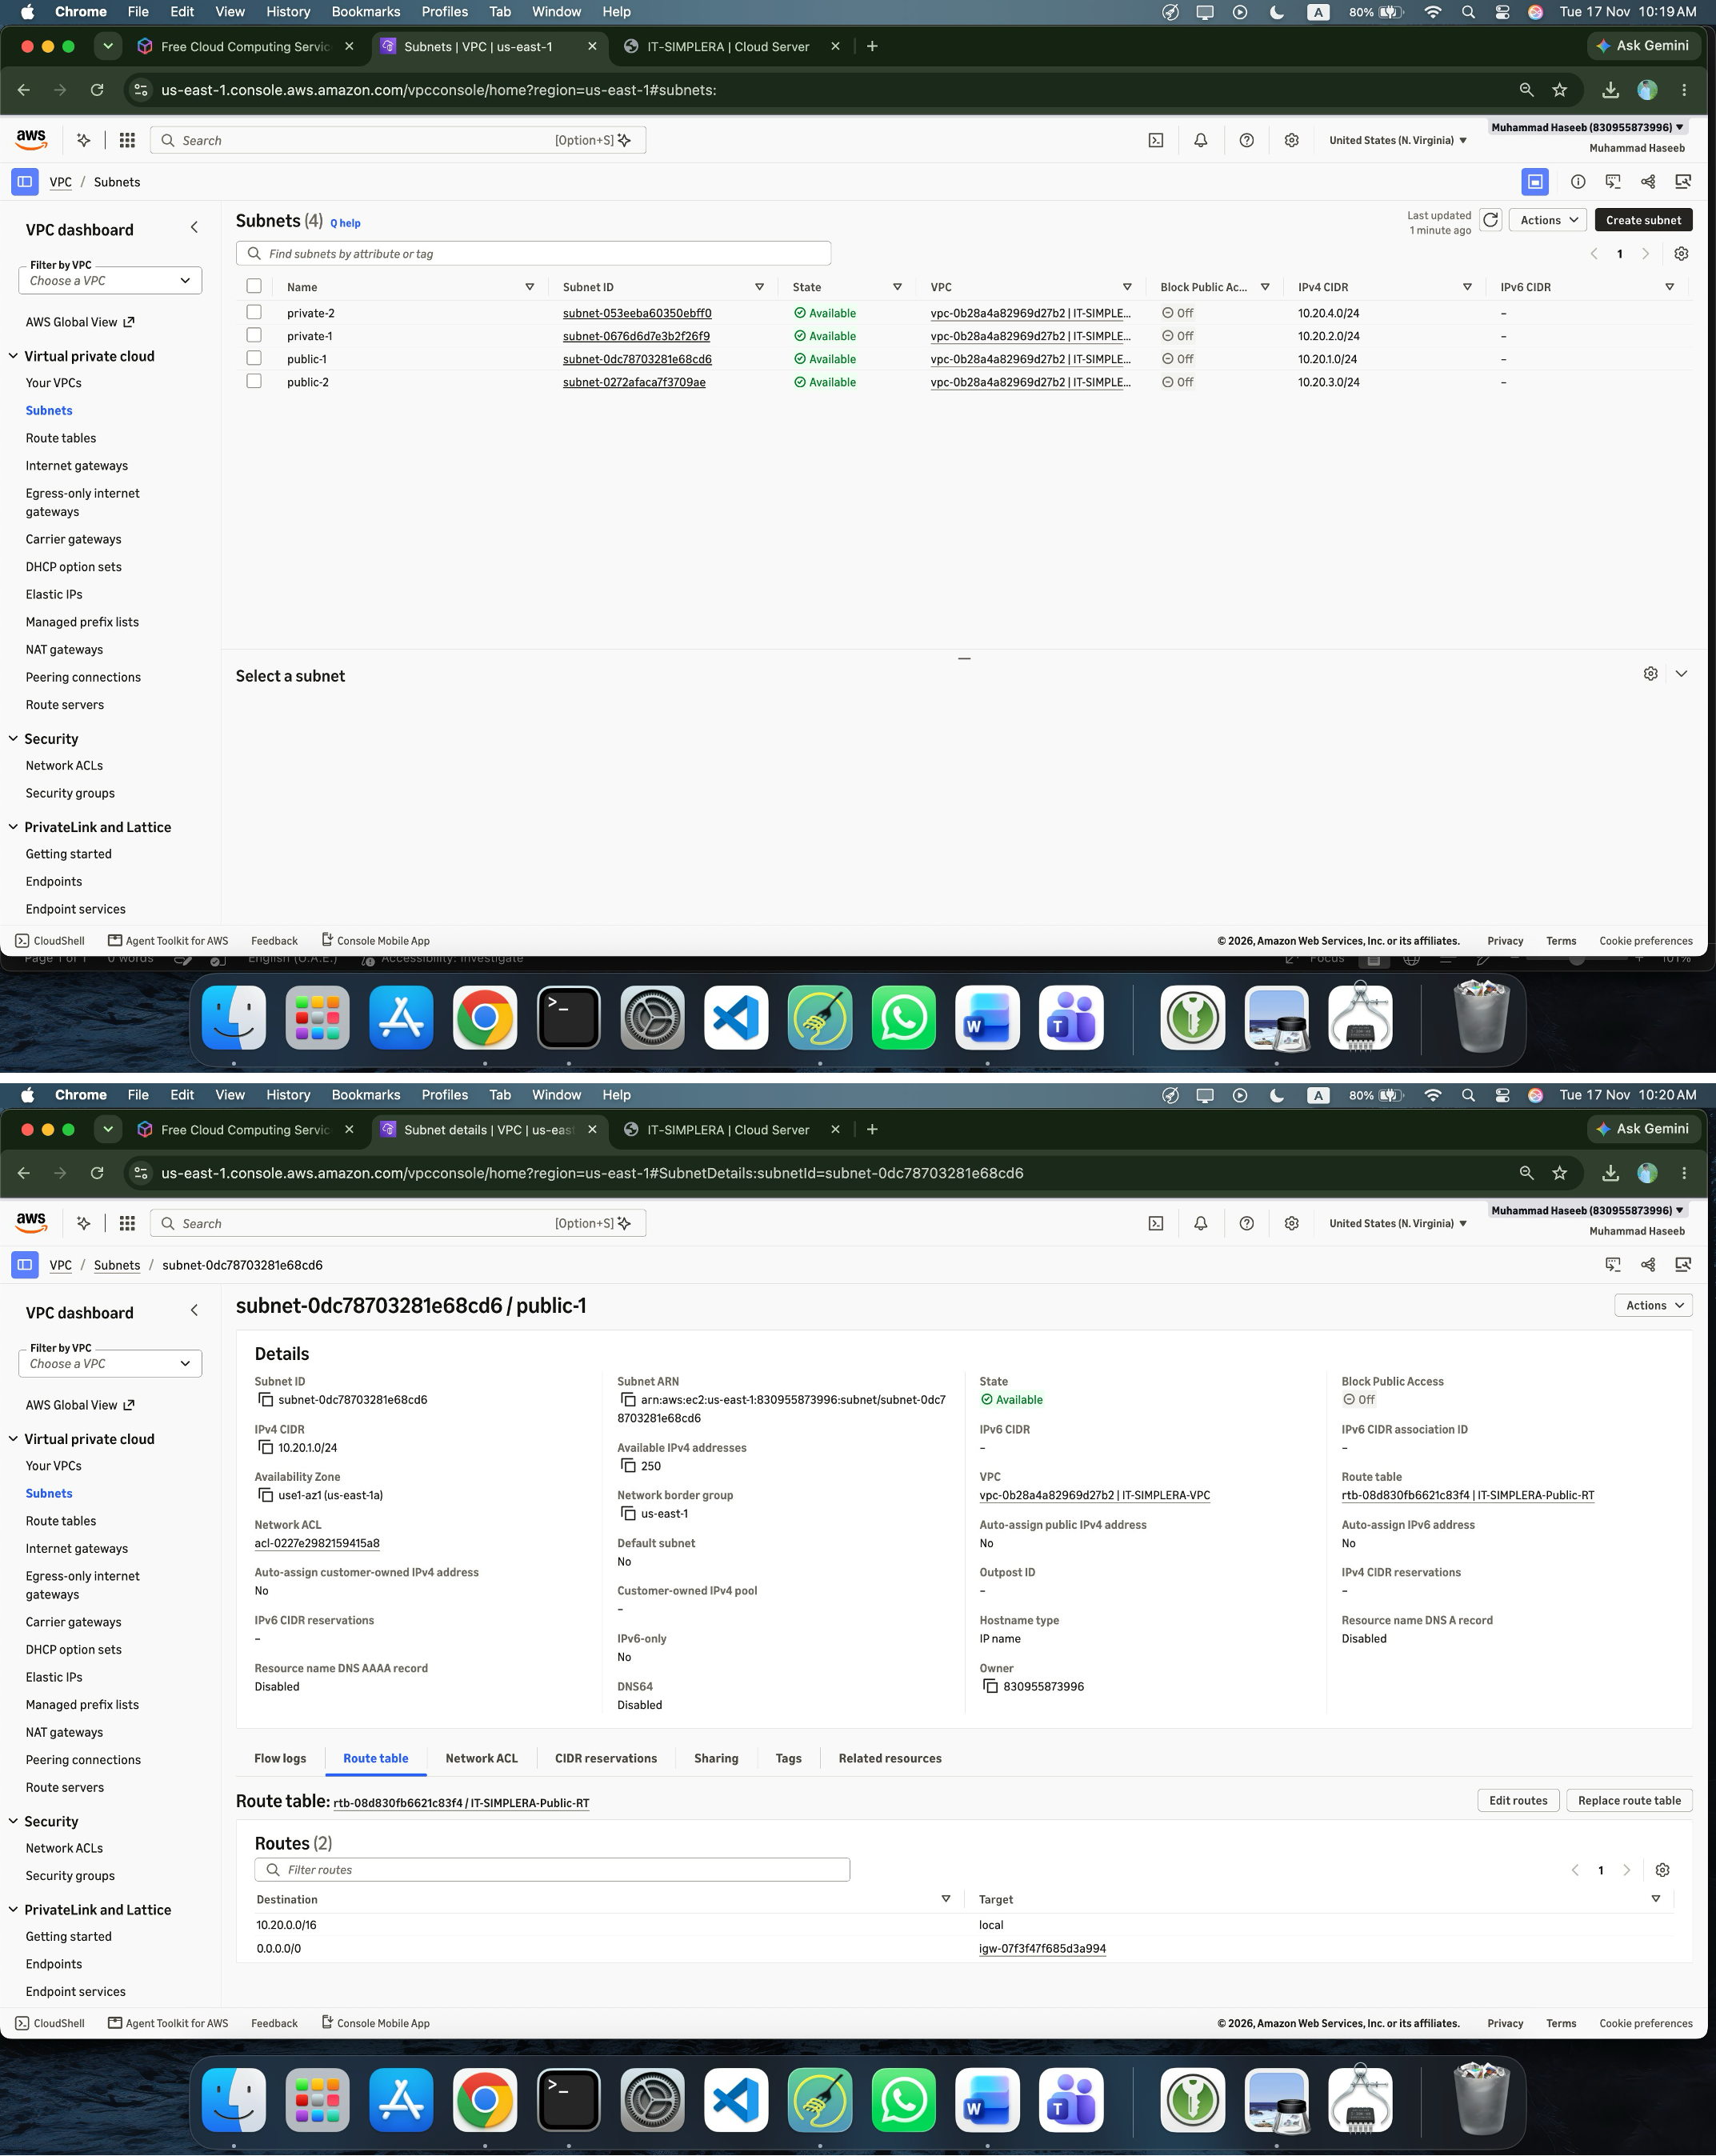 Chrome File Edit View History Bookmarks Profiles Tab Window Help A 80% Tue 17 Nov 10:19 AM
Free Cloud Computing Servic Subnets | VPC | us-east-1 IT-SIMPLERA | Cloud Server Ask Gemini
us-east-1.console.aws.amazon.com/vpcconsole/home?region=us-east-1#subnets:
aws Search [Option+S] United States (N. Virginia) Muhammad Haseeb (830955873996)
Muhammad Haseeb
VPC / Subnets
VPC dashboard
Filter by VPC
Choose a VPC
AWS Global View
Virtual private cloud
Your VPCs
Subnets
Route tables
Internet gateways
Egress-only internet
gateways
Carrier gateways
DHCP option sets
Elastic IPs
Managed prefix lists
NAT gateways
Peering connections
Route servers
Security
Network ACLs
Security groups
PrivateLink and Lattice
Getting started
Endpoints
Endpoint services
Subnets (4) Q help
Last updated
1 minute ago
Actions Create subnet
Find subnets by attribute or tag 1
Name Subnet ID State VPC Block Public Ac... IPv4 CIDR IPv6 CIDR
private-2 subnet-053eeba60350ebff0 Available vpc-0b28a4a82969d27b2 | IT-SIMPLE... Off 10.20.4.0/24 –
private-1 subnet-0676d6d7e3b2f26f9 Available vpc-0b28a4a82969d27b2 | IT-SIMPLE... Off 10.20.2.0/24 –
public-1 subnet-0dc78703281e68cd6 Available vpc-0b28a4a82969d27b2 | IT-SIMPLE... Off 10.20.1.0/24 –
public-2 subnet-0272afaca7f3709ae Available vpc-0b28a4a82969d27b2 | IT-SIMPLE... Off 10.20.3.0/24 –
Select a subnet
CloudShell Agent Toolkit for AWS Feedback Console Mobile App © 2026, Amazon Web Services, Inc. or its affiliates. Privacy Terms Cookie preferences
Page 1 of 1 0 words English (U.A.E.) Accessibility: Investigate Focus 101%
>_ W T
Chrome File Edit View History Bookmarks Profiles Tab Window Help A 80% Tue 17 Nov 10:20 AM
Free Cloud Computing Servic Subnet details | VPC | us-eas IT-SIMPLERA | Cloud Server Ask Gemini
us-east-1.console.aws.amazon.com/vpcconsole/home?region=us-east-1#SubnetDetails:subnetId=subnet-0dc78703281e68cd6
aws Search [Option+S] United States (N. Virginia) Muhammad Haseeb (830955873996)
Muhammad Haseeb
VPC / Subnets / subnet-0dc78703281e68cd6
VPC dashboard
Filter by VPC
Choose a VPC
AWS Global View
Virtual private cloud
Your VPCs
Subnets
Route tables
Internet gateways
Egress-only internet
gateways
Carrier gateways
DHCP option sets
Elastic IPs
Managed prefix lists
NAT gateways
Peering connections
Route servers
Security
Network ACLs
Security groups
PrivateLink and Lattice
Getting started
Endpoints
Endpoint services
subnet-0dc78703281e68cd6 / public-1 Actions
Details
Subnet ID
subnet-0dc78703281e68cd6
IPv4 CIDR
10.20.1.0/24
Availability Zone
use1-az1 (us-east-1a)
Network ACL
acl-0227e2982159415a8
Auto-assign customer-owned IPv4 address
No
IPv6 CIDR reservations
–
Resource name DNS AAAA record
Disabled
Subnet ARN
arn:aws:ec2:us-east-1:830955873996:subnet/subnet-0dc7
8703281e68cd6
Available IPv4 addresses
250
Network border group
us-east-1
Default subnet
No
Customer-owned IPv4 pool
–
IPv6-only
No
DNS64
Disabled
State
Available
IPv6 CIDR
–
VPC
vpc-0b28a4a82969d27b2 | IT-SIMPLERA-VPC
Auto-assign public IPv4 address
No
Outpost ID
–
Hostname type
IP name
Owner
830955873996
Block Public Access
Off
IPv6 CIDR association ID
–
Route table
rtb-08d830fb6621c83f4 | IT-SIMPLERA-Public-RT
Auto-assign IPv6 address
No
IPv4 CIDR reservations
–
Resource name DNS A record
Disabled
Flow logs Route table Network ACL CIDR reservations Sharing Tags Related resources
Route table: rtb-08d830fb6621c83f4 / IT-SIMPLERA-Public-RT Edit routes Replace route table
Routes (2)
Filter routes 1
Destination Target
10.20.0.0/16 local
0.0.0.0/0 igw-07f3f47f685d3a994
CloudShell Agent Toolkit for AWS Feedback Console Mobile App © 2026, Amazon Web Services, Inc. or its affiliates. Privacy Terms Cookie preferences
>_ W T